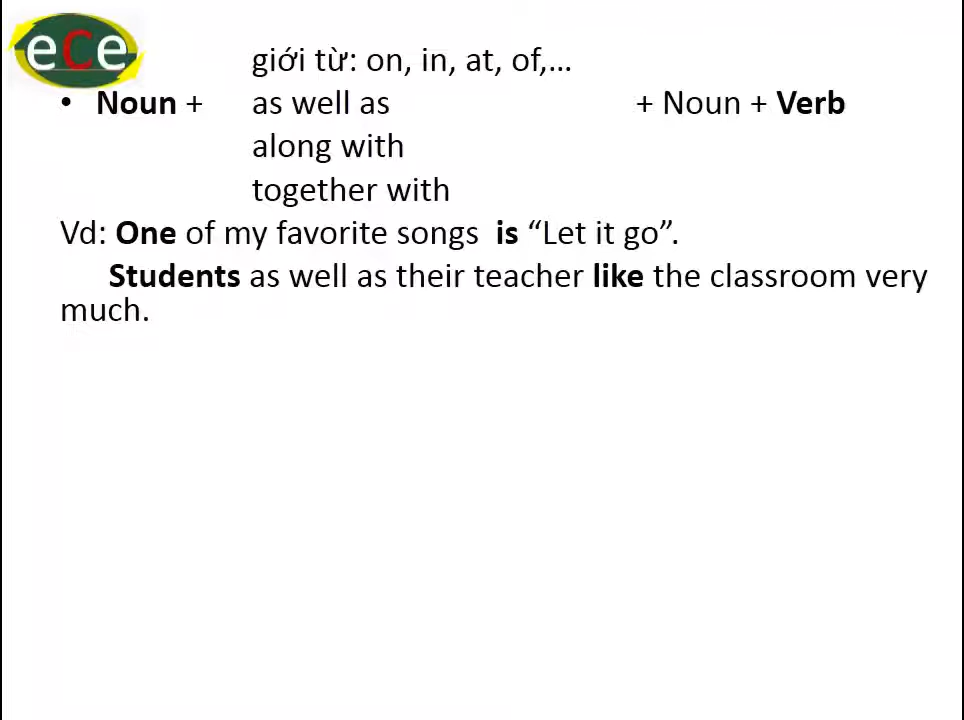 ece
giới từ: on, in, at, of,...
• Noun + as well as + Noun + Verb
along with
together with
Vd: One of my favorite songs is “Let it go”.
Students as well as their teacher like the classroom very
much.